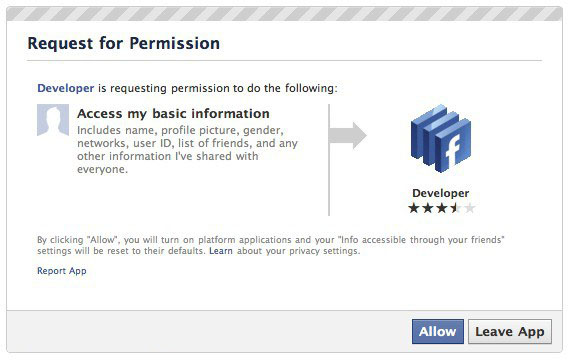 Request for Permission
Developer is requesting permission to do the following:
Access my basic information
Includes name, profile picture, gender,
networks, user ID, list of friends, and any
other information I've shared with
everyone.
Developer
By clicking "Allow", you will turn on platform applications and your "Info accessible through your friends"
settings will be reset to their defaults. Learn about your privacy settings.
Report App
Allow
Leave App